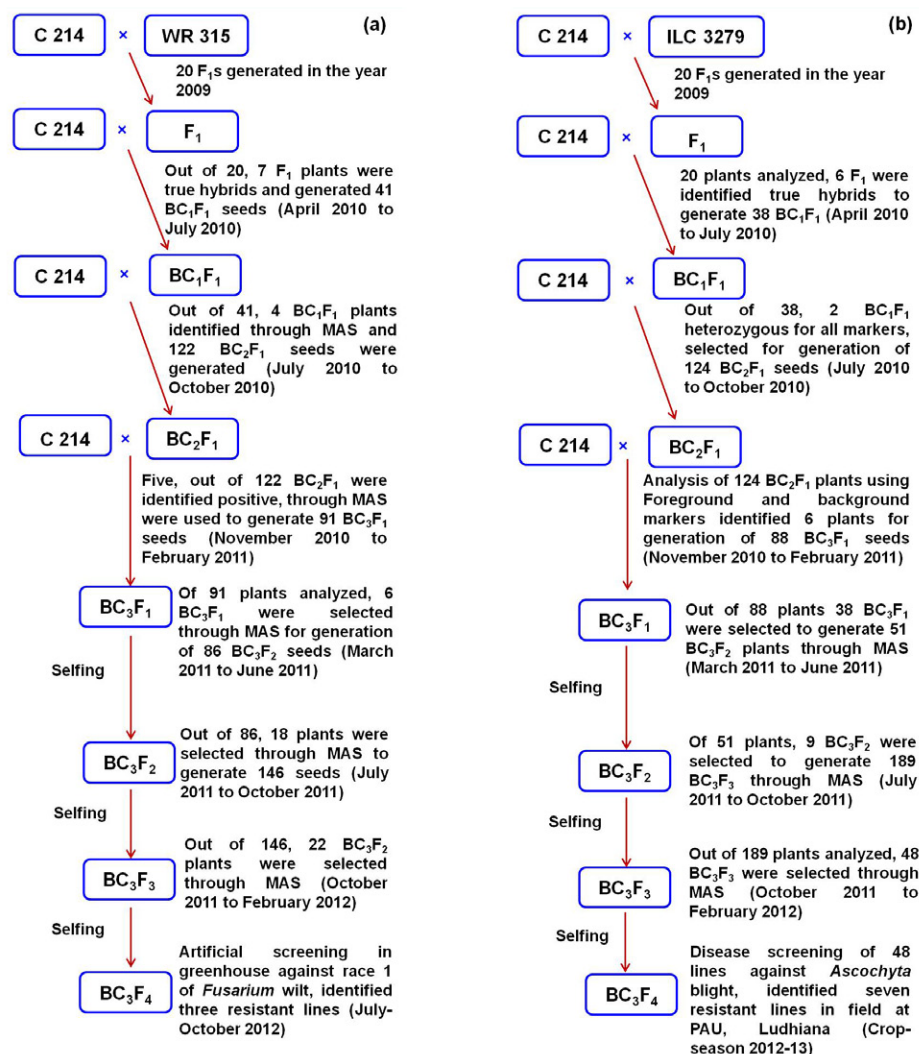 (a)
C 214 × WR 315
20 F₁s generated in the year
2009
C 214 × F₁
Out of 20, 7 F₁ plants were
true hybrids and generated 41
BC₁F₁ seeds (April 2010 to
July 2010)
C 214 × BC₁F₁
Out of 41, 4 BC₁F₁ plants
identified through MAS and
122 BC₂F₁ seeds were
generated (July 2010 to
October 2010)
C 214 × BC₂F₁
Five, out of 122 BC₂F₁ were
identified positive, through MAS
were used to generate 91 BC₃F₁
seeds (November 2010 to
February 2011)
BC₃F₁
Of 91 plants analyzed, 6
BC₃F₁ were selected
through MAS for generation
of 86 BC₃F₂ seeds (March
2011 to June 2011)
Selfing
BC₃F₂
Out of 86, 18 plants were
selected through MAS to
generate 146 seeds (July
2011 to October 2011)
Selfing
BC₃F₃
Out of 146, 22 BC₃F₂
plants were selected
through MAS (October
2011 to February 2012)
Selfing
BC₃F₄
Artificial screening in
greenhouse against race 1
of Fusarium wilt, identified
three resistant lines (July-
October 2012)
(b)
C 214 × ILC 3279
20 F₁s generated in the year
2009
C 214 × F₁
20 plants analyzed, 6 F₁ were
identified true hybrids to
generate 38 BC₁F₁ (April 2010
to July 2010)
C 214 × BC₁F₁
Out of 38, 2 BC₁F₁
heterozygous for all markers,
selected for generation of
124 BC₂F₁ seeds (July 2010
to October 2010)
C 214 × BC₂F₁
Analysis of 124 BC₂F₁ plants using
Foreground and background
markers identified 6 plants for
generation of 88 BC₃F₁ seeds
(November 2010 to February 2011)
BC₃F₁
Out of 88 plants 38 BC₃F₁
were selected to generate 51
BC₃F₂ plants through MAS
(March 2011 to June 2011)
Selfing
BC₃F₂
Of 51 plants, 9 BC₃F₂ were
selected to generate 189
BC₃F₃ through MAS (July
2011 to October 2011)
Selfing
BC₃F₃
Out of 189 plants analyzed, 48
BC₃F₃ were selected through
MAS (October 2011 to
February 2012)
Selfing
BC₃F₄
Disease screening of 48
lines against Ascochyta
blight, identified seven
resistant lines in field at
PAU, Ludhiana (Crop-
season 2012-13)